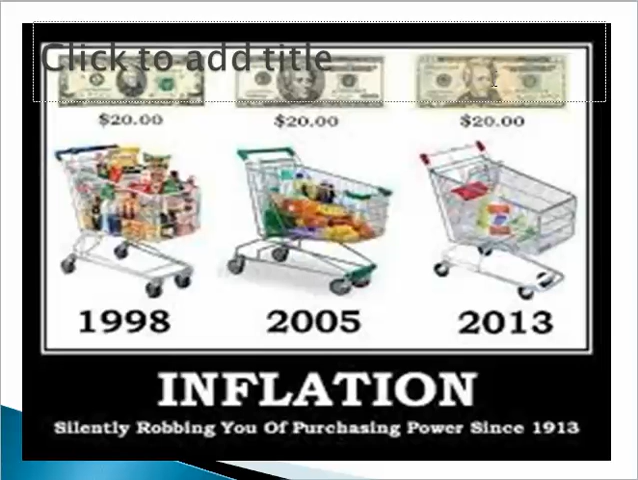 Click to add title
$20.00 $20.00 $20.00
1998 2005 2013
INFLATION
Silently Robbing You Of Purchasing Power Since 1913